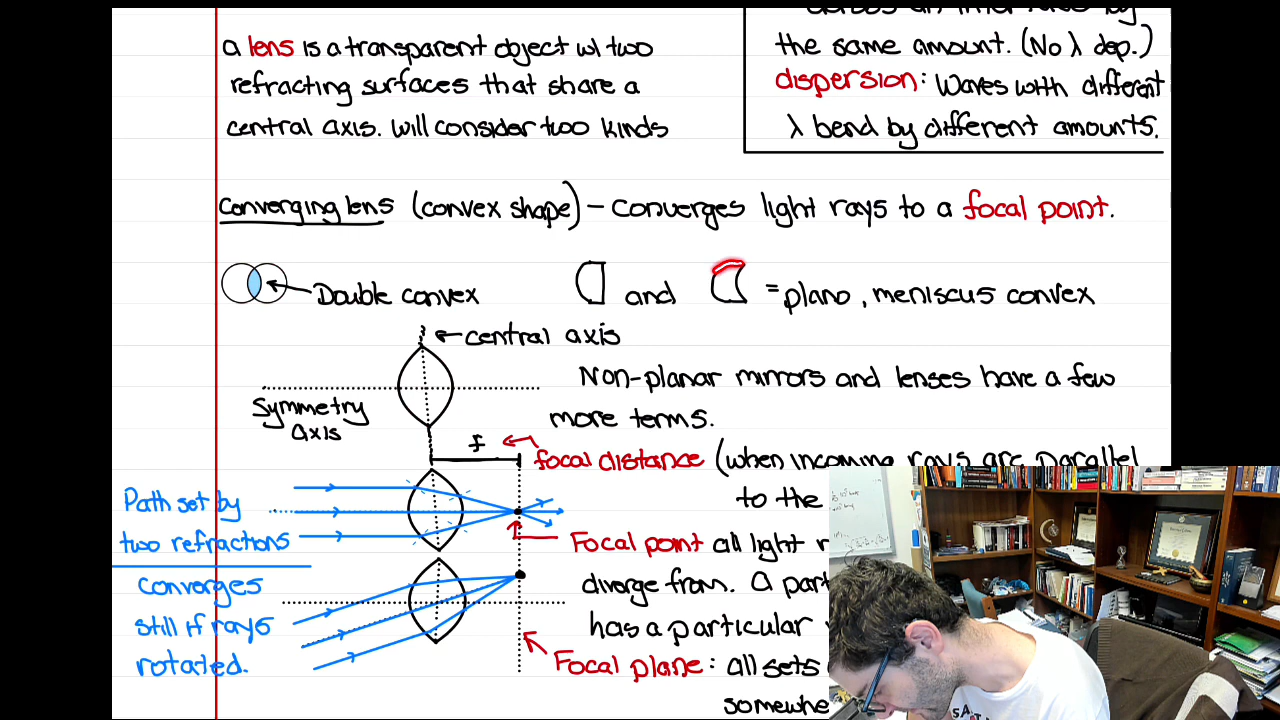 across an interface by
the same amount. (No λ dep.)
dispersion: Waves with different
λ bend by different amounts.
a lens is a transparent object w/ two
refracting surfaces that share a
central axis. Will consider two kinds
Converging lens (convex shape) - converges light rays to a focal point.
Double convex
and
= plano, meniscus convex
central axis
Symmetry
axis
Non-planar mirrors and lenses have a few
more terms.
f
focal distance (when incoming rays are parallel
to the
Path set by
two refractions
Focal point all light
diverge from. A
has a particular
converges
still if rays
rotated.
Focal plane: all sets